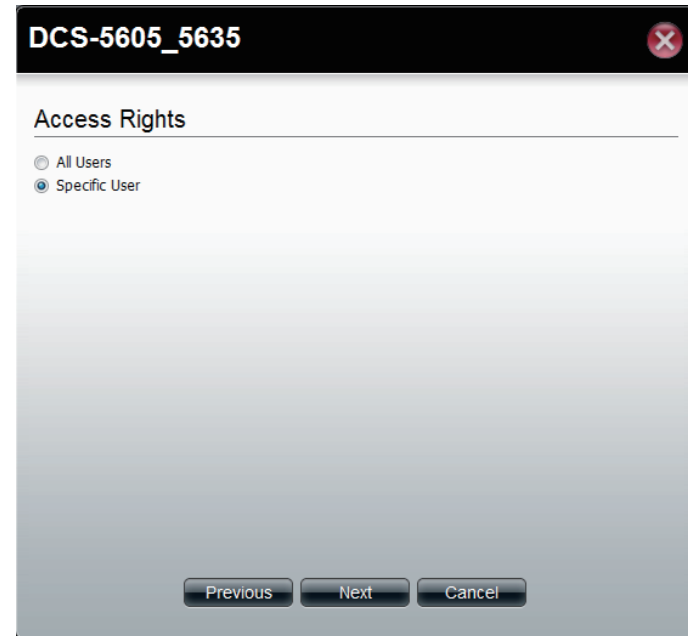 DCS-5605_5635
Access Rights
All Users
Specific User
Previous Next Cancel